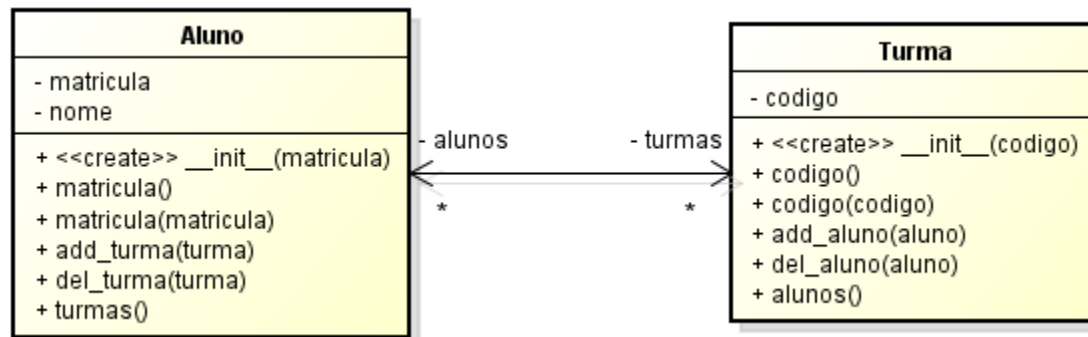 Aluno
- matricula
- nome
+ <<create>> __init__(matricula)
+ matricula()
+ matricula(matricula)
+ add_turma(turma)
+ del_turma(turma)
+ turmas()
- alunos
*
- turmas
*
Turma
- codigo
+ <<create>> __init__(codigo)
+ codigo()
+ codigo(codigo)
+ add_aluno(aluno)
+ del_aluno(aluno)
+ alunos()